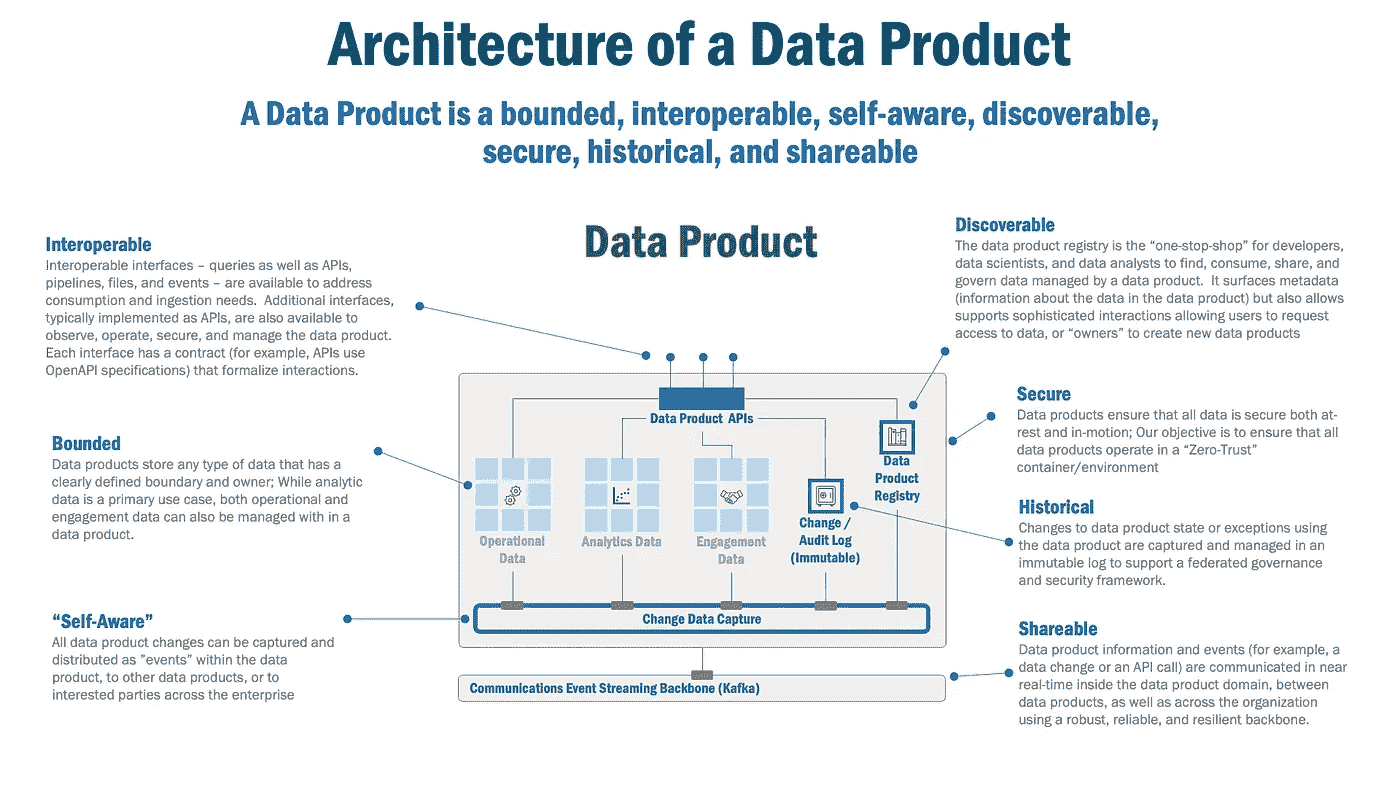 Architecture of a Data Product
A Data Product is a bounded, interoperable, self-aware, discoverable,
secure, historical, and shareable
Data Product
Interoperable
Interoperable interfaces – queries as well as APIs,
pipelines, files, and events – are available to address
consumption and ingestion needs.  Additional interfaces,
typically implemented as APIs, are also available to
observe, operate, secure, and manage the data product.
Each interface has a contract (for example, APIs use
OpenAPI specifications) that formalize interactions.
Bounded
Data products store any type of data that has a
clearly defined boundary and owner; While analytic
data is a primary use case, both operational and
engagement data can also be managed with in a
data product.
“Self-Aware”
All data product changes can be captured and
distributed as ”events” within the data
product, to other data products, or to
interested parties across the enterprise
Data Product APIs
Operational
Data
Analytics Data
Engagement
Data
Change /
Audit Log
(Immutable)
Data
Product
Registry
Change Data Capture
Communications Event Streaming Backbone (Kafka)
Discoverable
The data product registry is the “one-stop-shop” for developers,
data scientists, and data analysts to find, consume, share, and
govern data managed by a data product.  It surfaces metadata
(information about the data in the data product) but also allows
supports sophisticated interactions allowing users to request
access to data, or “owners” to create new data products
Secure
Data products ensure that all data is secure both at-
rest and in-motion; Our objective is to ensure that all
data products operate in a “Zero-Trust”
container/environment
Historical
Changes to data product state or exceptions using
the data product are captured and managed in an
immutable log to support a federated governance
and security framework.
Shareable
Data product information and events (for example, a
data change or an API call) are communicated in near
real-time inside the data product domain, between
data products, as well as across the organization
using a robust, reliable, and resilient backbone.